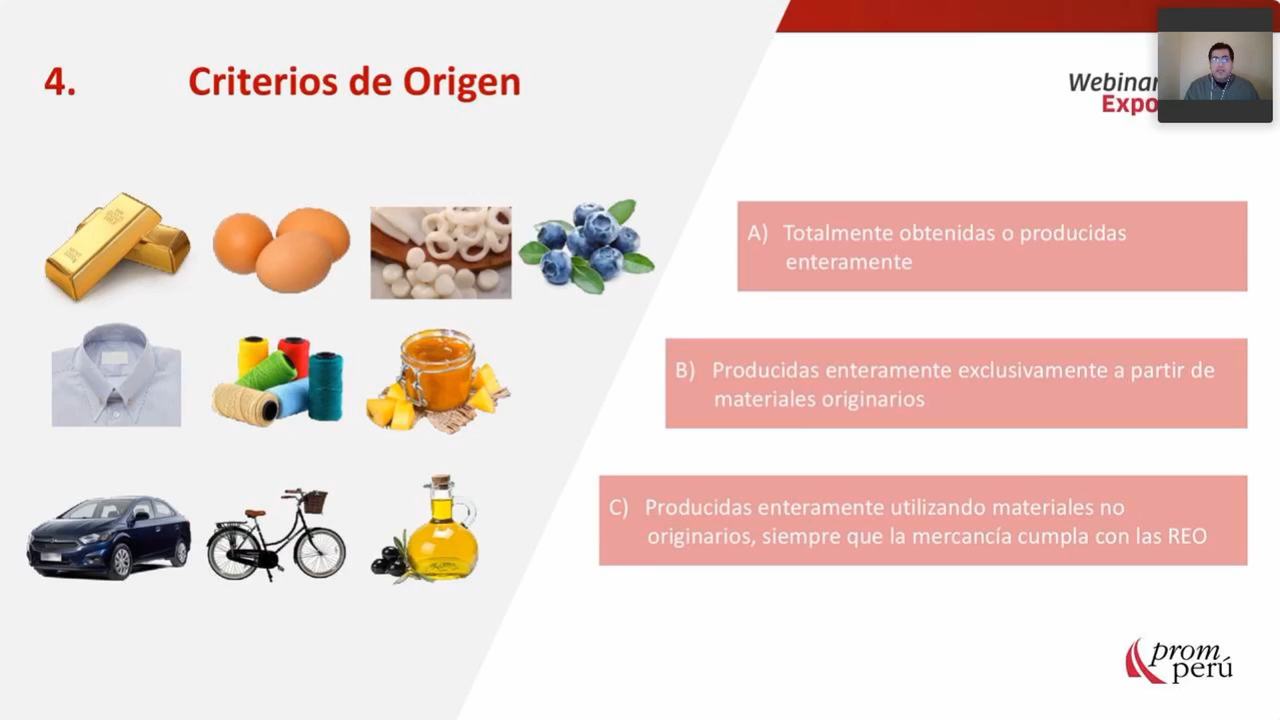 4. Criterios de Origen
Webinar
Expo
A) Totalmente obtenidas o producidas
enteramente
B) Producidas enteramente exclusivamente a partir de
materiales originarios
C) Producidas enteramente utilizando materiales no
originarios, siempre que la mercancía cumpla con las REO
prom
perú